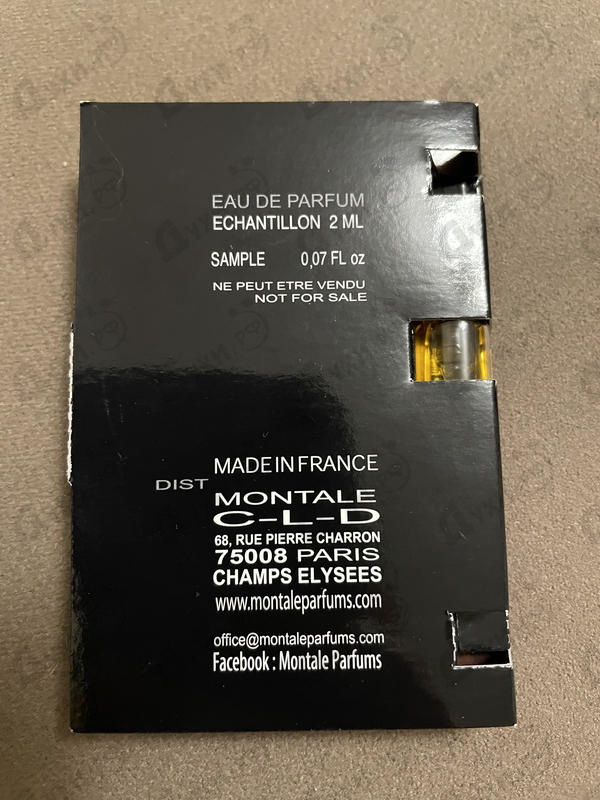 EAU DE PARFUM
ECHANTILLON 2 ML
SAMPLE 0,07 FL oz
NE PEUT ETRE VENDU
NOT FOR SALE
MADE IN FRANCE
DIST MONTALE
C-L-D
68, RUE PIERRE CHARRON
75008 PARIS
CHAMPS ELYSEES
www.montaleparfums.com
office@montaleparfums.com
Facebook : Montale Parfums